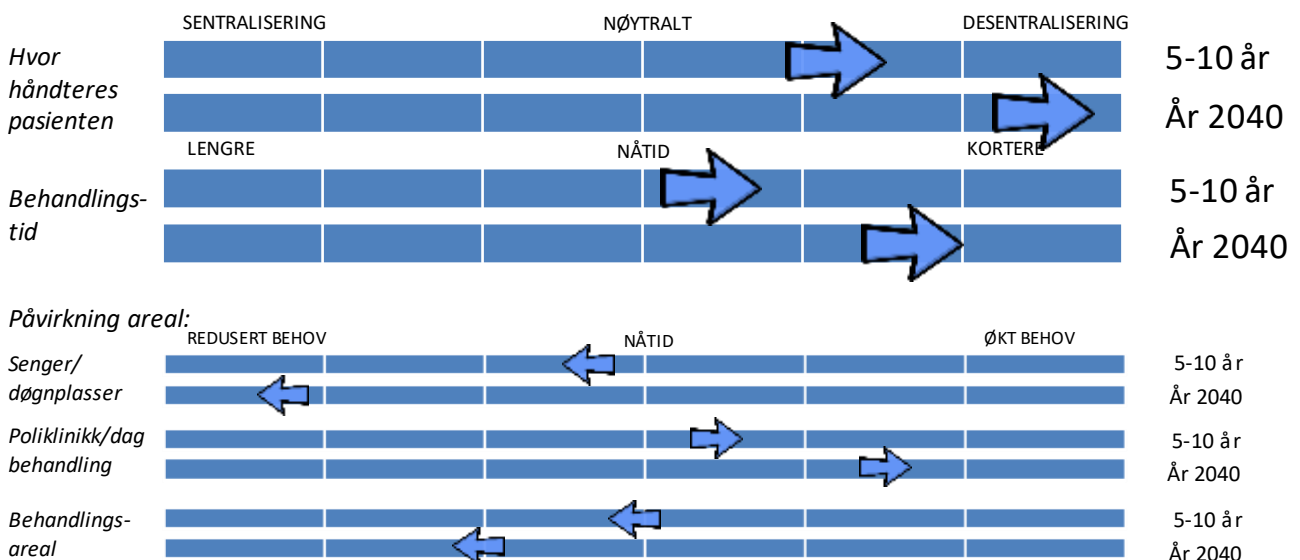 SENTRALISERING NØYTRALT DESENTRALISERING
Hvor
håndteres
pasienten
5-10 år
År 2040
LENGRE NÅTID KORTERE
Behandlings-
tid
5-10 år
År 2040
Påvirkning areal:
REDUSERT BEHOV NÅTID ØKT BEHOV
Senger/
døgnplasser
5-10 år
År 2040
Poliklinikk/dag
behandling
5-10 år
År 2040
Behandlings-
areal
5-10 år
År 2040